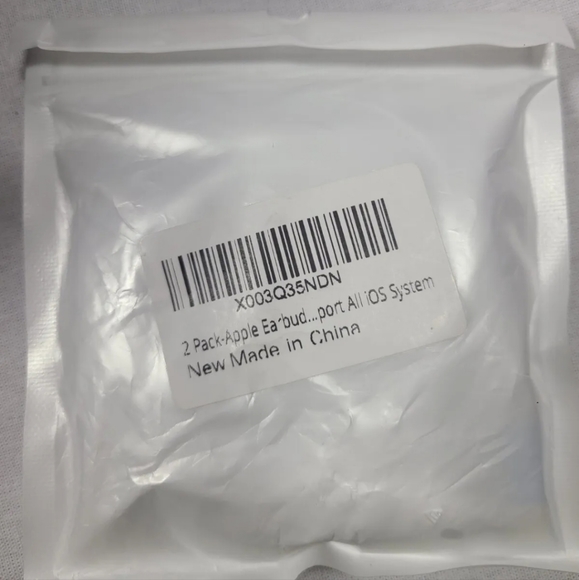 X003Q35NDN
2 Pack-Apple Earbud...port All iOS System
New Made in China